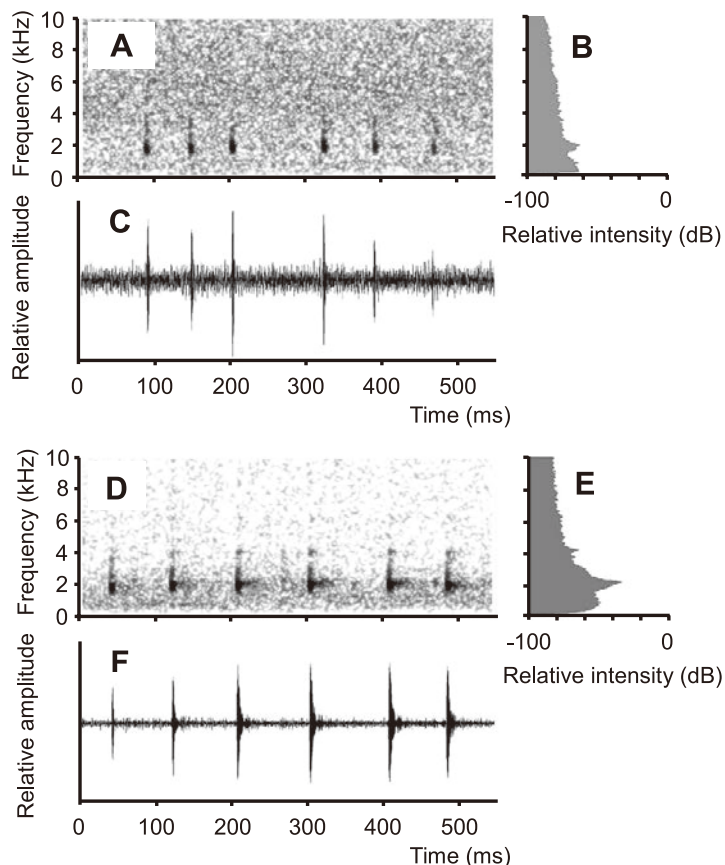 10
8
6
4
2
0
Frequency (kHz)
A
B
-100
0
Relative intensity (dB)
C
Relative amplitude
0
100
200
300
400
500
Time (ms)
10
8
6
4
2
0
Frequency (kHz)
D
E
-100
0
Relative intensity (dB)
F
Relative amplitude
0
100
200
300
400
500
Time (ms)